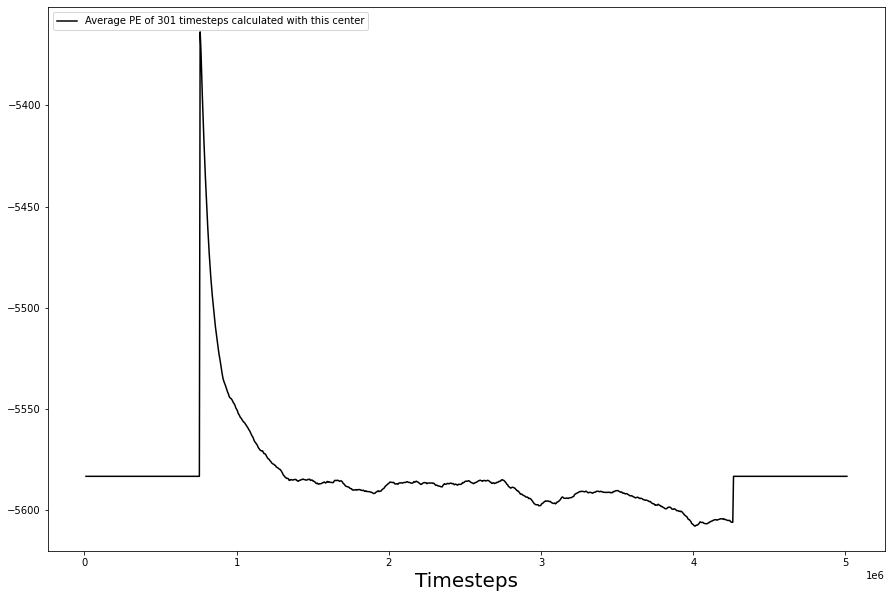 Average PE of 301 timesteps calculated with this center
−5400
−5450
−5500
−5550
−5600
0 1 2 3 4 5
1e6
Timesteps